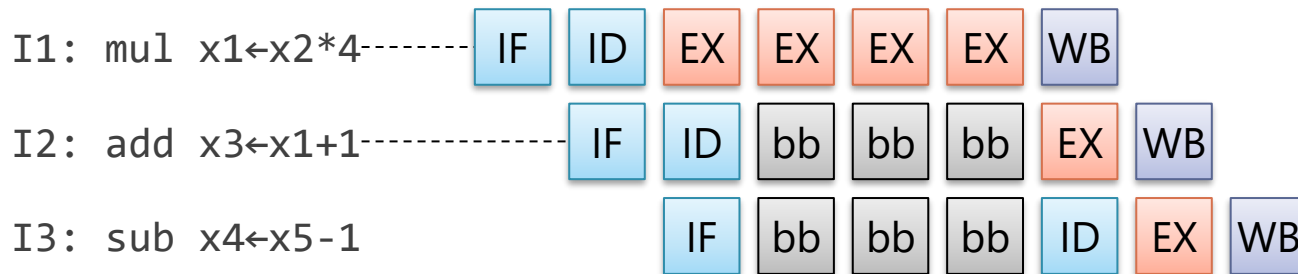 I1: mul x1←x2*4 IF ID EX EX EX EX WB
I2: add x3←x1+1 IF ID bb bb bb EX WB
I3: sub x4←x5-1 IF bb bb bb ID EX WB